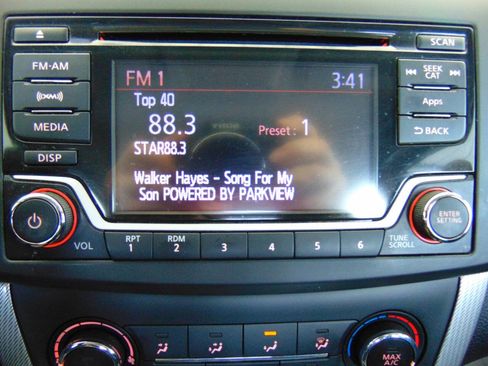 SCAN
FM·AM
SEEK
CAT
FM 1
3:41
Top 40
XM
Apps
88.3
Preset : 1
MEDIA
STAR88.3
BACK
DISP
Walker Hayes - Song For My
Son POWERED BY PARKVIEW
VOL
RPT
1
RDM
2
3
4
5
6
TUNE
SCROLL
ENTER
SETTING
MAX
A/C